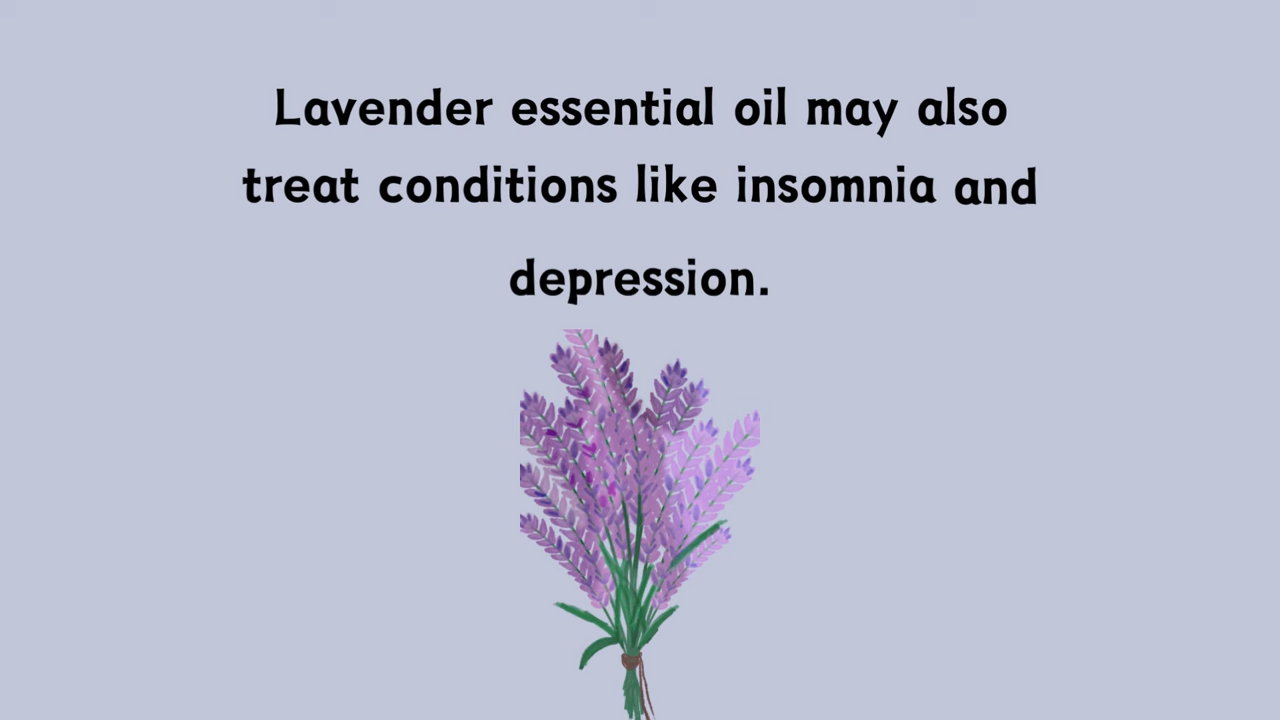 Lavender essential oil may also
treat conditions like insomnia and
depression.